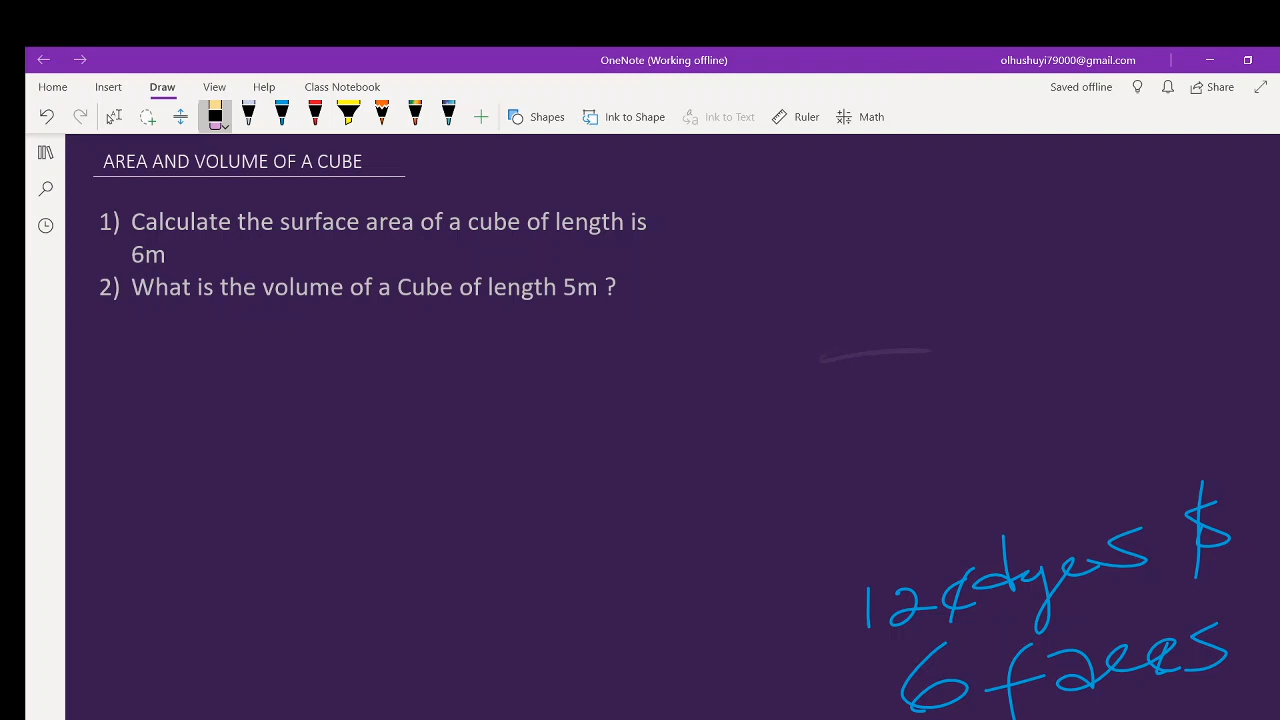 OneNote (Working offline)
olhushuyi79000@gmail.com
Home Insert Draw View Help Class Notebook
Saved offline Share
Shapes Ink to Shape Ink to Text Ruler Math
AREA AND VOLUME OF A CUBE
1) Calculate the surface area of a cube of length is
6m
2) What is the volume of a Cube of length 5m ?
12 edges $
6 faces